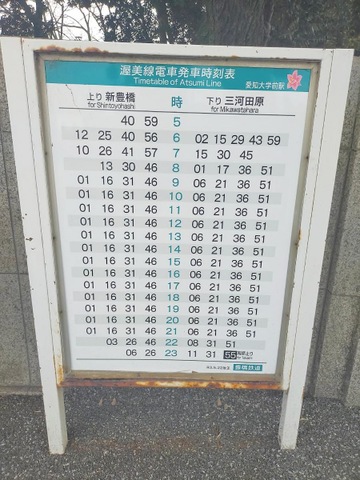 渥美線電車発車時刻表
Timetable of Atsumi Line
愛知大学前駅
上り 新豊橋 時 下り 三河田原
for Shintoyohashi for Mikawatahara
40 59 5
12 25 40 56 6 02 15 29 43 59
10 26 41 57 7 15 30 45
13 30 46 8 01 17 36 51
01 16 31 46 9 06 21 36 51
01 16 31 46 10 06 21 36 51
01 16 31 46 11 06 21 36 51
01 16 31 46 12 06 21 36 51
01 16 31 46 13 06 21 36 51
01 16 31 46 14 06 21 36 51
01 16 31 46 15 06 21 36 51
01 16 31 46 16 06 21 36 51
01 16 31 46 17 06 21 36 51
01 16 31 46 18 06 21 36 51
01 16 31 46 19 06 21 36 51
01 16 31 46 20 06 21 36 51
01 16 31 46 21 06 21 36 51
03 26 46 22 08 31 51
06 26 23 11 31 55
豊橋鉄道